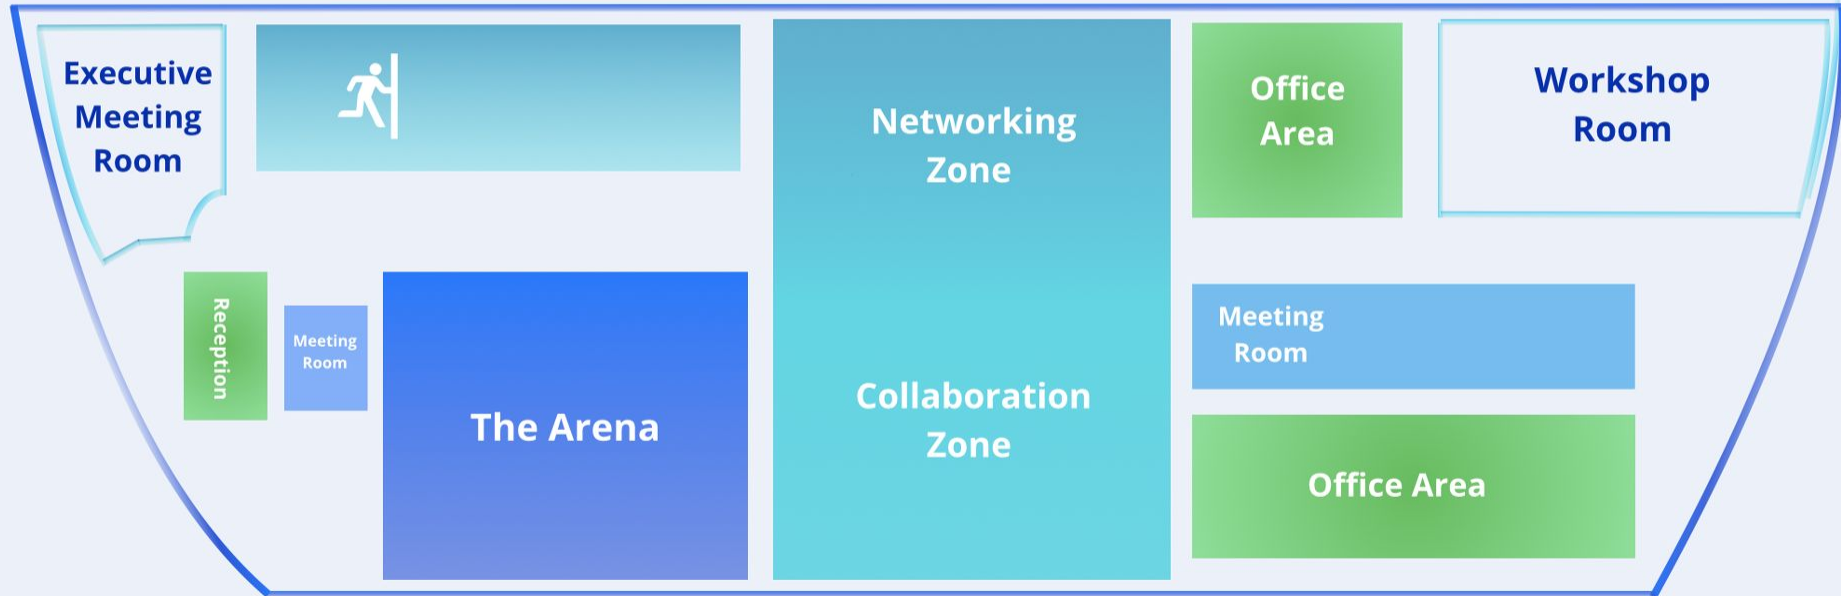 Executive
Meeting
Room
Networking
Zone
Office
Area
Workshop
Room
Reception
Meeting
Room
The Arena
Collaboration
Zone
Meeting
Room
Office Area